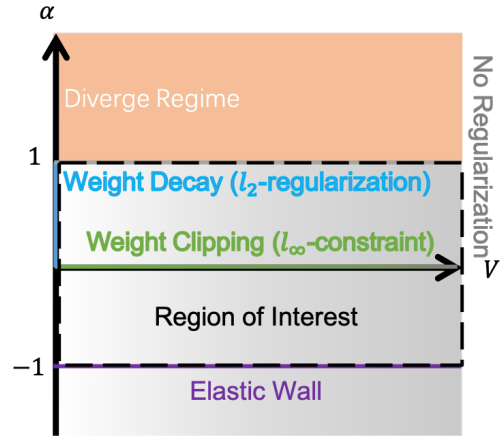 α
Diverge Regime
No Regularization
1
Weight Decay (l₂-regularization)
Weight Clipping (l∞-constraint)
V
Region of Interest
−1
Elastic Wall